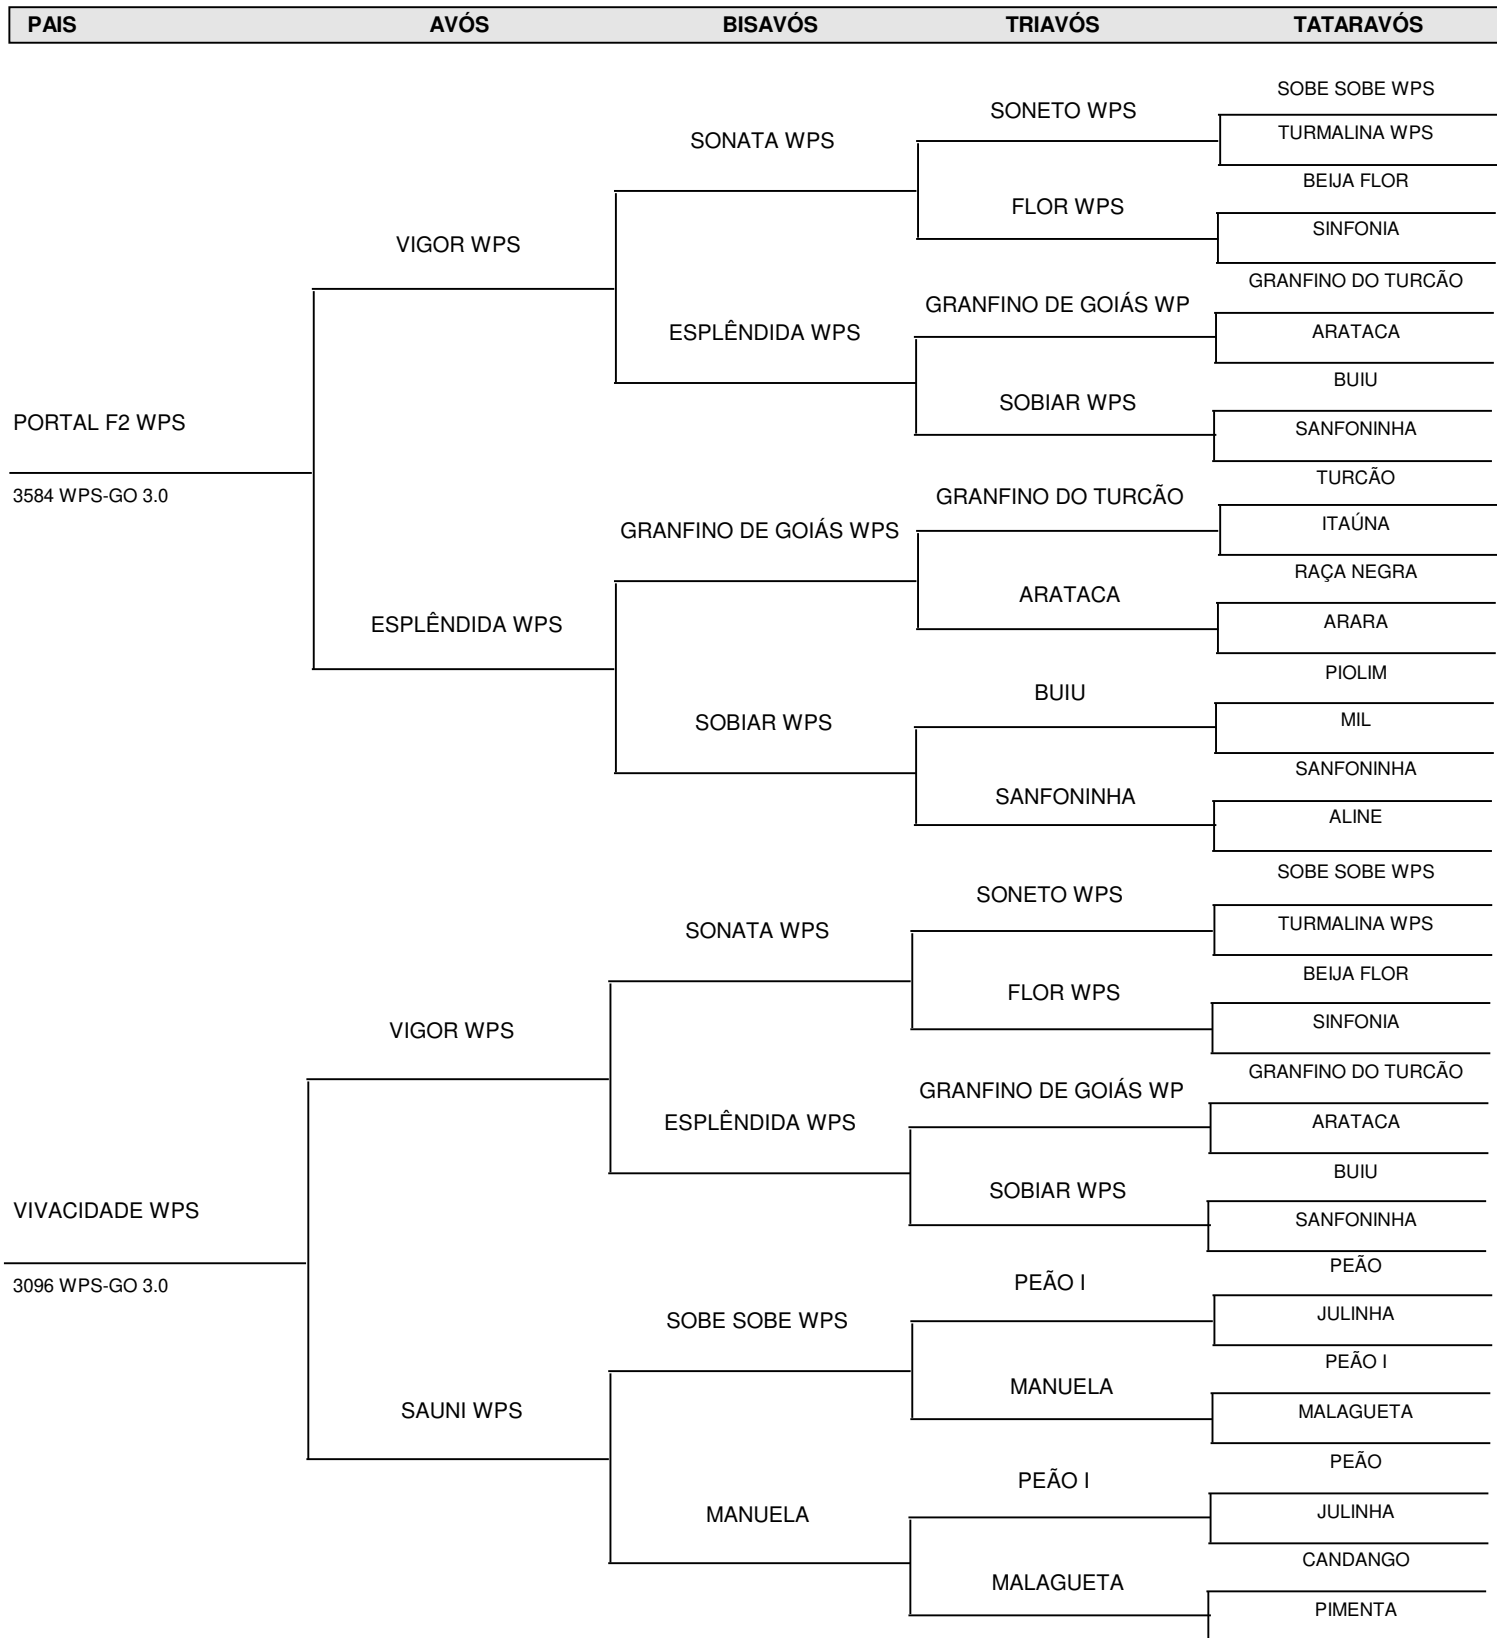 PAIS AVÓS BISAVÓS TRIAVÓS TATARAVÓS
SOBE SOBE WPS
SONETO WPS
TURMALINA WPS
SONATA WPS
BEIJA FLOR
FLOR WPS
SINFONIA
VIGOR WPS
GRANFINO DO TURCÃO
GRANFINO DE GOIÁS WP
ARATACA
ESPLÊNDIDA WPS
BUIU
SOBIAR WPS
SANFONINHA
PORTAL F2 WPS
3584 WPS-GO 3.0
TURCÃO
GRANFINO DO TURCÃO
ITAÚNA
GRANFINO DE GOIÁS WPS
RAÇA NEGRA
ARATACA
ARARA
ESPLÊNDIDA WPS
PIOLIM
BUIU
MIL
SOBIAR WPS
SANFONINHA
SANFONINHA
ALINE
SOBE SOBE WPS
SONETO WPS
TURMALINA WPS
SONATA WPS
BEIJA FLOR
FLOR WPS
SINFONIA
VIGOR WPS
GRANFINO DO TURCÃO
GRANFINO DE GOIÁS WP
ARATACA
ESPLÊNDIDA WPS
BUIU
SOBIAR WPS
SANFONINHA
VIVACIDADE WPS
3096 WPS-GO 3.0
PEÃO
PEÃO I
JULINHA
SOBE SOBE WPS
PEÃO I
MANUELA
MALAGUETA
SAUNI WPS
PEÃO
PEÃO I
JULINHA
MANUELA
CANDANGO
MALAGUETA
PIMENTA